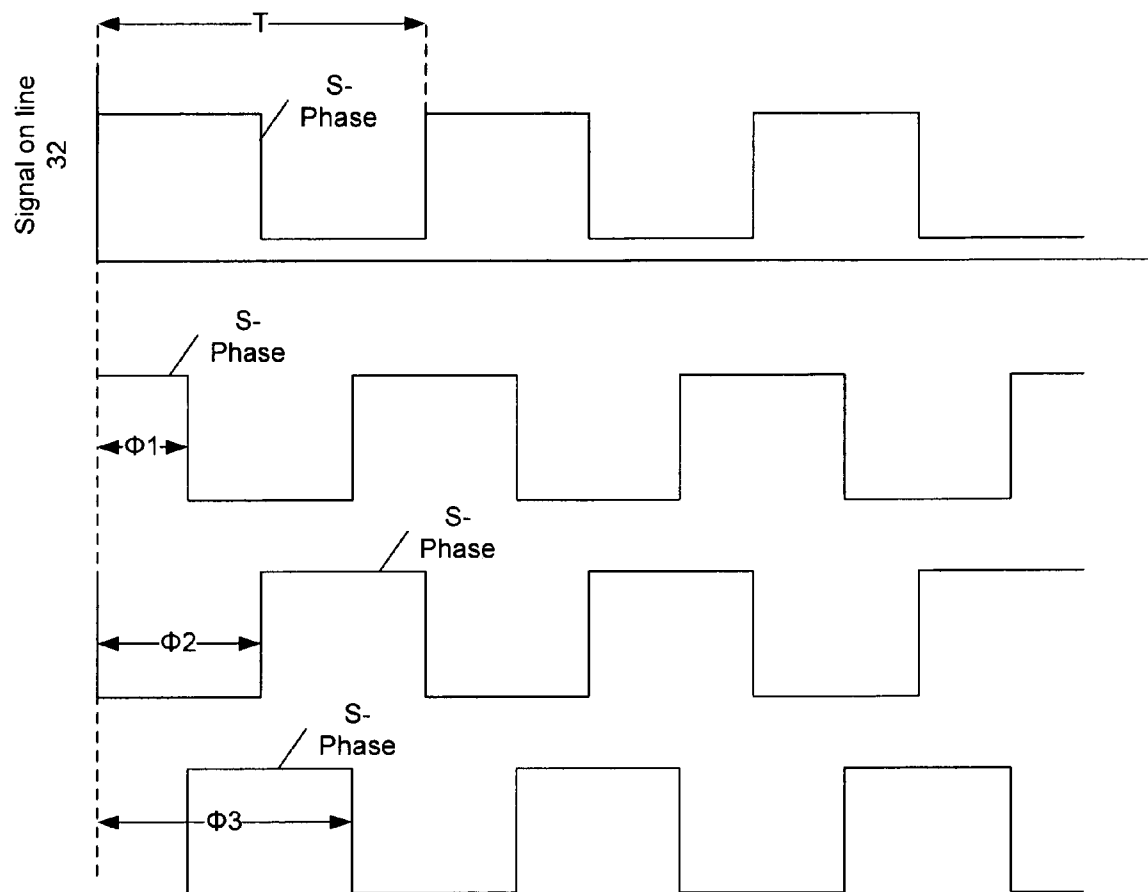 T
S-
Phase
Signal on line
32
S-
Phase
Φ1
S-
Phase
Φ2
S-
Phase
Φ3